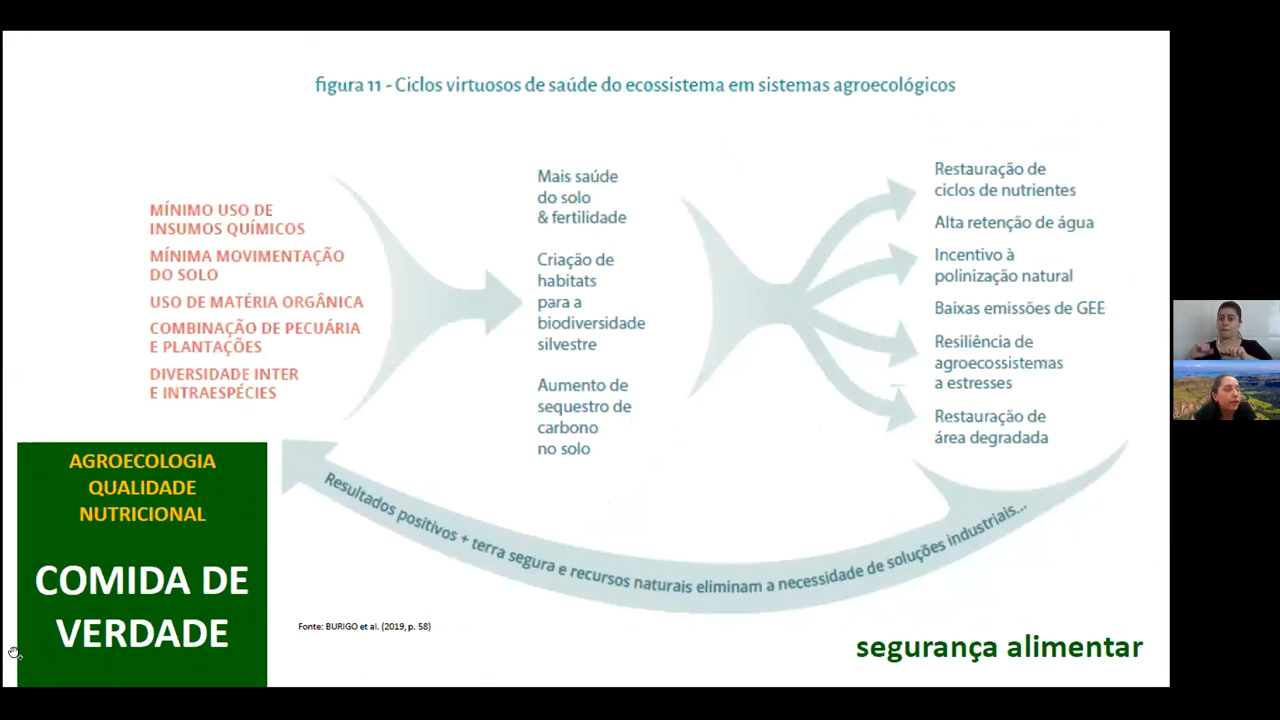 figura 11 - Ciclos virtuosos de saúde do ecossistema em sistemas agroecológicos
MÍNIMO USO DE
INSUMOS QUÍMICOS
MÍNIMA MOVIMENTAÇÃO
DO SOLO
USO DE MATÉRIA ORGÂNICA
COMBINAÇÃO DE PECUÁRIA
E PLANTAÇÕES
DIVERSIDADE INTER
E INTRAESPÉCIES
Mais saúde
do solo
& fertilidade
Criação de
habitats
para a
biodiversidade
silvestre
Aumento de
sequestro de
carbono
no solo
Restauração de
ciclos de nutrientes
Alta retenção de água
Incentivo à
polinização natural
Baixas emissões de GEE
Resiliência de
agroecossistemas
a estresses
Restauração de
área degradada
Resultados positivos + terra segura e recursos naturais eliminam a necessidade de soluções industriais...
AGROECOLOGIA
QUALIDADE
NUTRICIONAL
COMIDA DE
VERDADE
Fonte: BURIGO et al. (2019, p. 58)
segurança alimentar